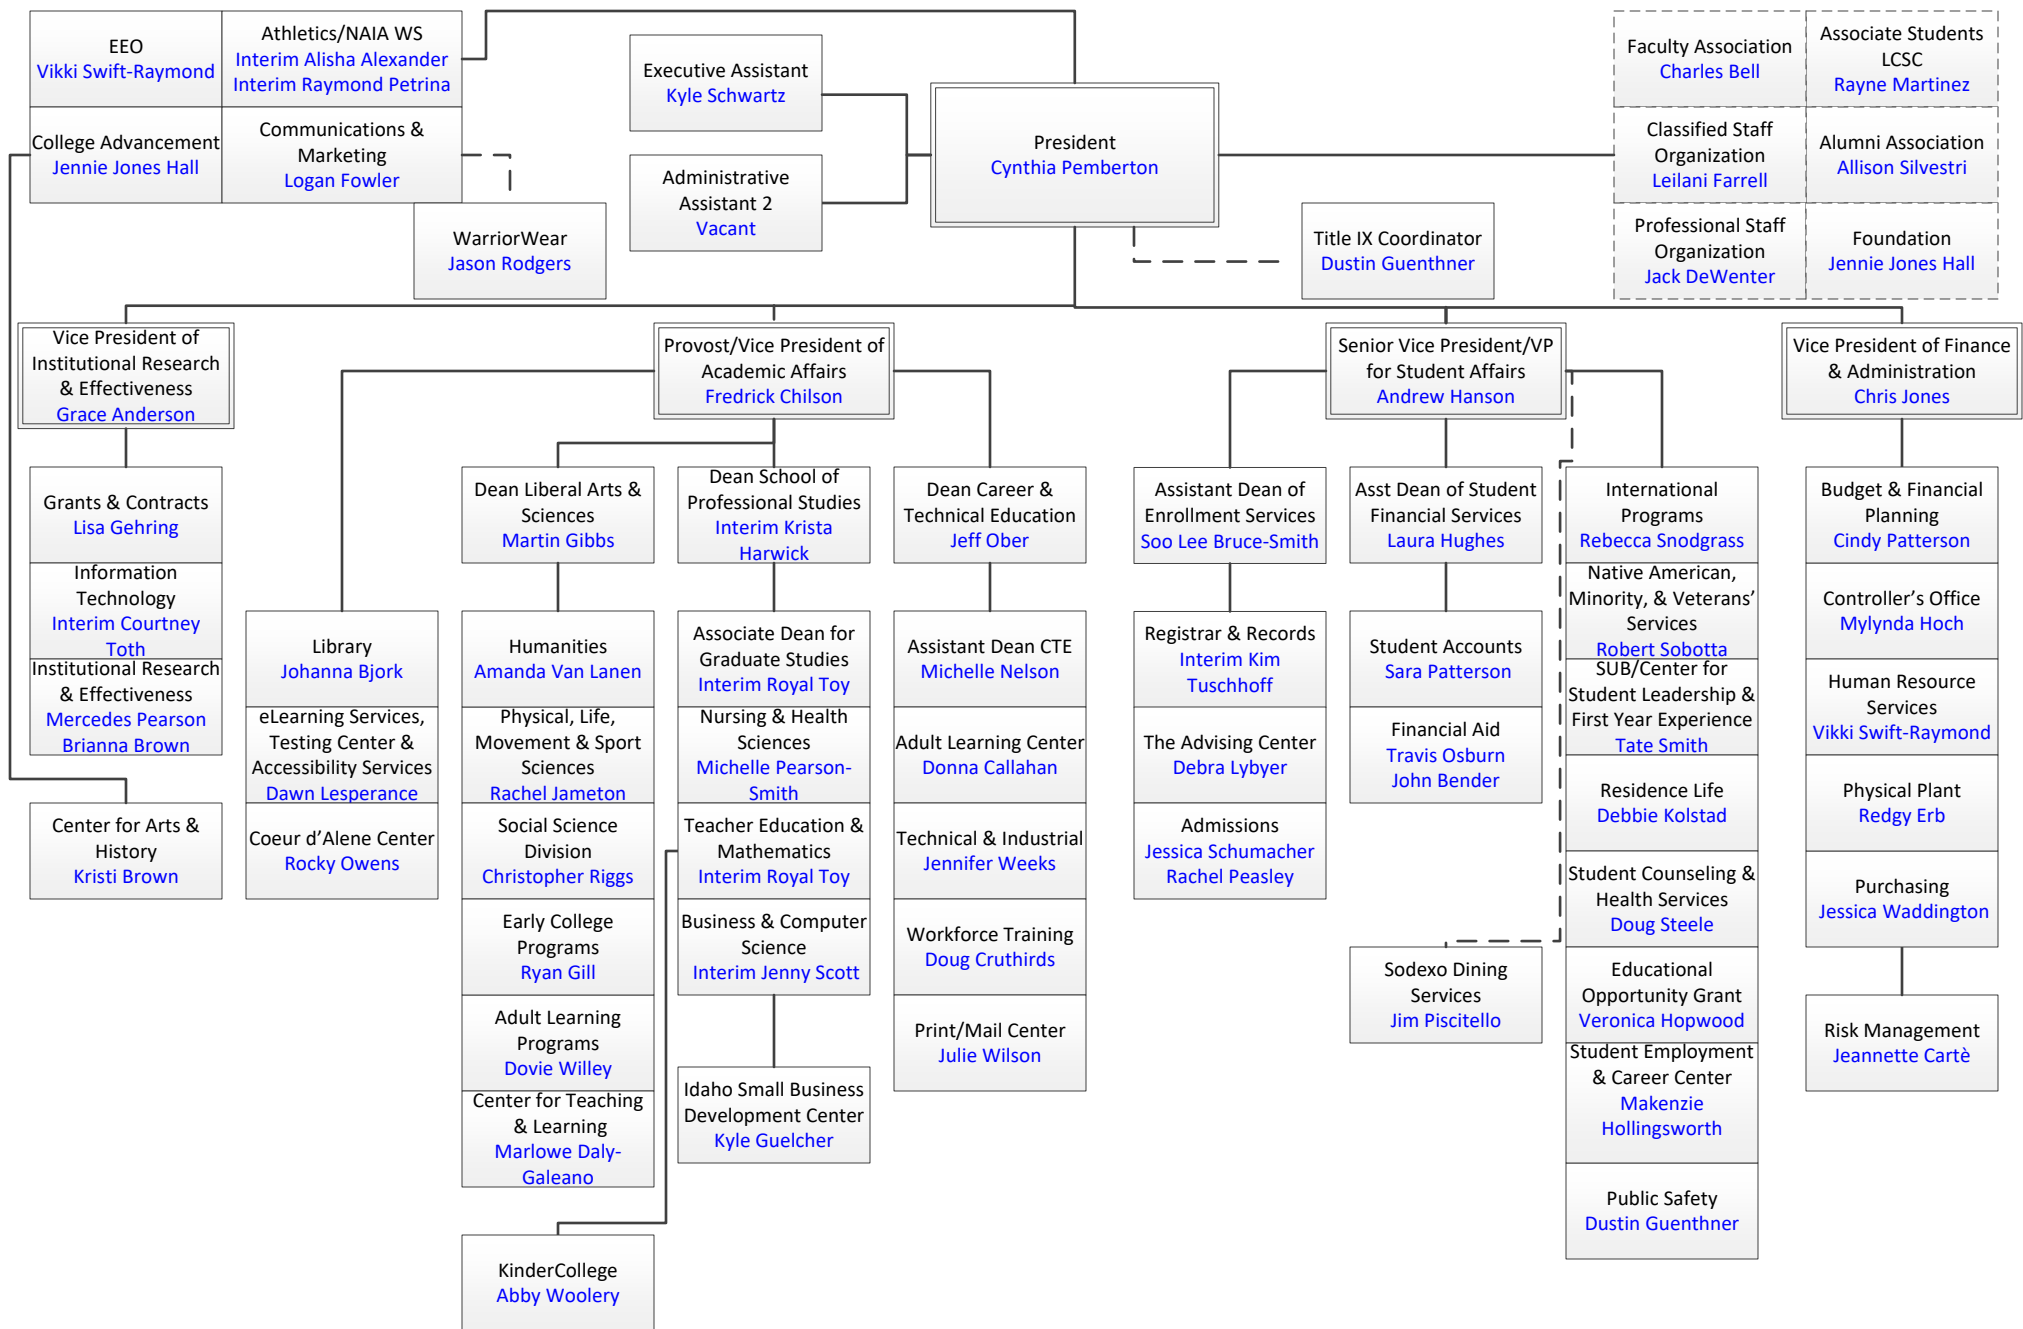 EEO
Vikki Swift-Raymond
Athletics/NAIA WS
Interim Alisha Alexander
Interim Raymond Petrina
College Advancement
Jennie Jones Hall
Communications &
Marketing
Logan Fowler
WarriorWear
Jason Rodgers
Executive Assistant
Kyle Schwartz
Administrative
Assistant 2
Vacant
President
Cynthia Pemberton
Title IX Coordinator
Dustin Guenthner
Faculty Association
Charles Bell
Associate Students
LCSC
Rayne Martinez
Classified Staff
Organization
Leilani Farrell
Alumni Association
Allison Silvestri
Professional Staff
Organization
Jack DeWenter
Foundation
Jennie Jones Hall
Vice President of
Institutional Research
& Effectiveness
Grace Anderson
Provost/Vice President of
Academic Affairs
Fredrick Chilson
Senior Vice President/VP
for Student Affairs
Andrew Hanson
Vice President of Finance
& Administration
Chris Jones
Grants & Contracts
Lisa Gehring
Information
Technology
Interim Courtney
Toth
Institutional Research
& Effectiveness
Mercedes Pearson
Brianna Brown
Center for Arts &
History
Kristi Brown
Library
Johanna Bjork
eLearning Services,
Testing Center &
Accessibility Services
Dawn Lesperance
Coeur d’Alene Center
Rocky Owens
Dean Liberal Arts &
Sciences
Martin Gibbs
Humanities
Amanda Van Lanen
Physical, Life,
Movement & Sport
Sciences
Rachel Jameton
Social Science
Division
Christopher Riggs
Early College
Programs
Ryan Gill
Adult Learning
Programs
Dovie Willey
Center for Teaching
& Learning
Marlowe Daly-
Galeano
KinderCollege
Abby Woolery
Dean School of
Professional Studies
Interim Krista
Harwick
Associate Dean for
Graduate Studies
Interim Royal Toy
Nursing & Health
Sciences
Michelle Pearson-
Smith
Teacher Education &
Mathematics
Interim Royal Toy
Business & Computer
Science
Interim Jenny Scott
Idaho Small Business
Development Center
Kyle Guelcher
Dean Career &
Technical Education
Jeff Ober
Assistant Dean CTE
Michelle Nelson
Adult Learning Center
Donna Callahan
Technical & Industrial
Jennifer Weeks
Workforce Training
Doug Cruthirds
Print/Mail Center
Julie Wilson
Assistant Dean of
Enrollment Services
Soo Lee Bruce-Smith
Registrar & Records
Interim Kim
Tuschhoff
The Advising Center
Debra Lybyer
Admissions
Jessica Schumacher
Rachel Peasley
Asst Dean of Student
Financial Services
Laura Hughes
Student Accounts
Sara Patterson
Financial Aid
Travis Osburn
John Bender
Sodexo Dining
Services
Jim Piscitello
International
Programs
Rebecca Snodgrass
Native American,
Minority, & Veterans’
Services
Robert Sobotta
SUB/Center for
Student Leadership &
First Year Experience
Tate Smith
Residence Life
Debbie Kolstad
Student Counseling &
Health Services
Doug Steele
Educational
Opportunity Grant
Veronica Hopwood
Student Employment
& Career Center
Makenzie
Hollingsworth
Public Safety
Dustin Guenthner
Budget & Financial
Planning
Cindy Patterson
Controller’s Office
Mylynda Hoch
Human Resource
Services
Vikki Swift-Raymond
Physical Plant
Redgy Erb
Purchasing
Jessica Waddington
Risk Management
Jeannette Cartè